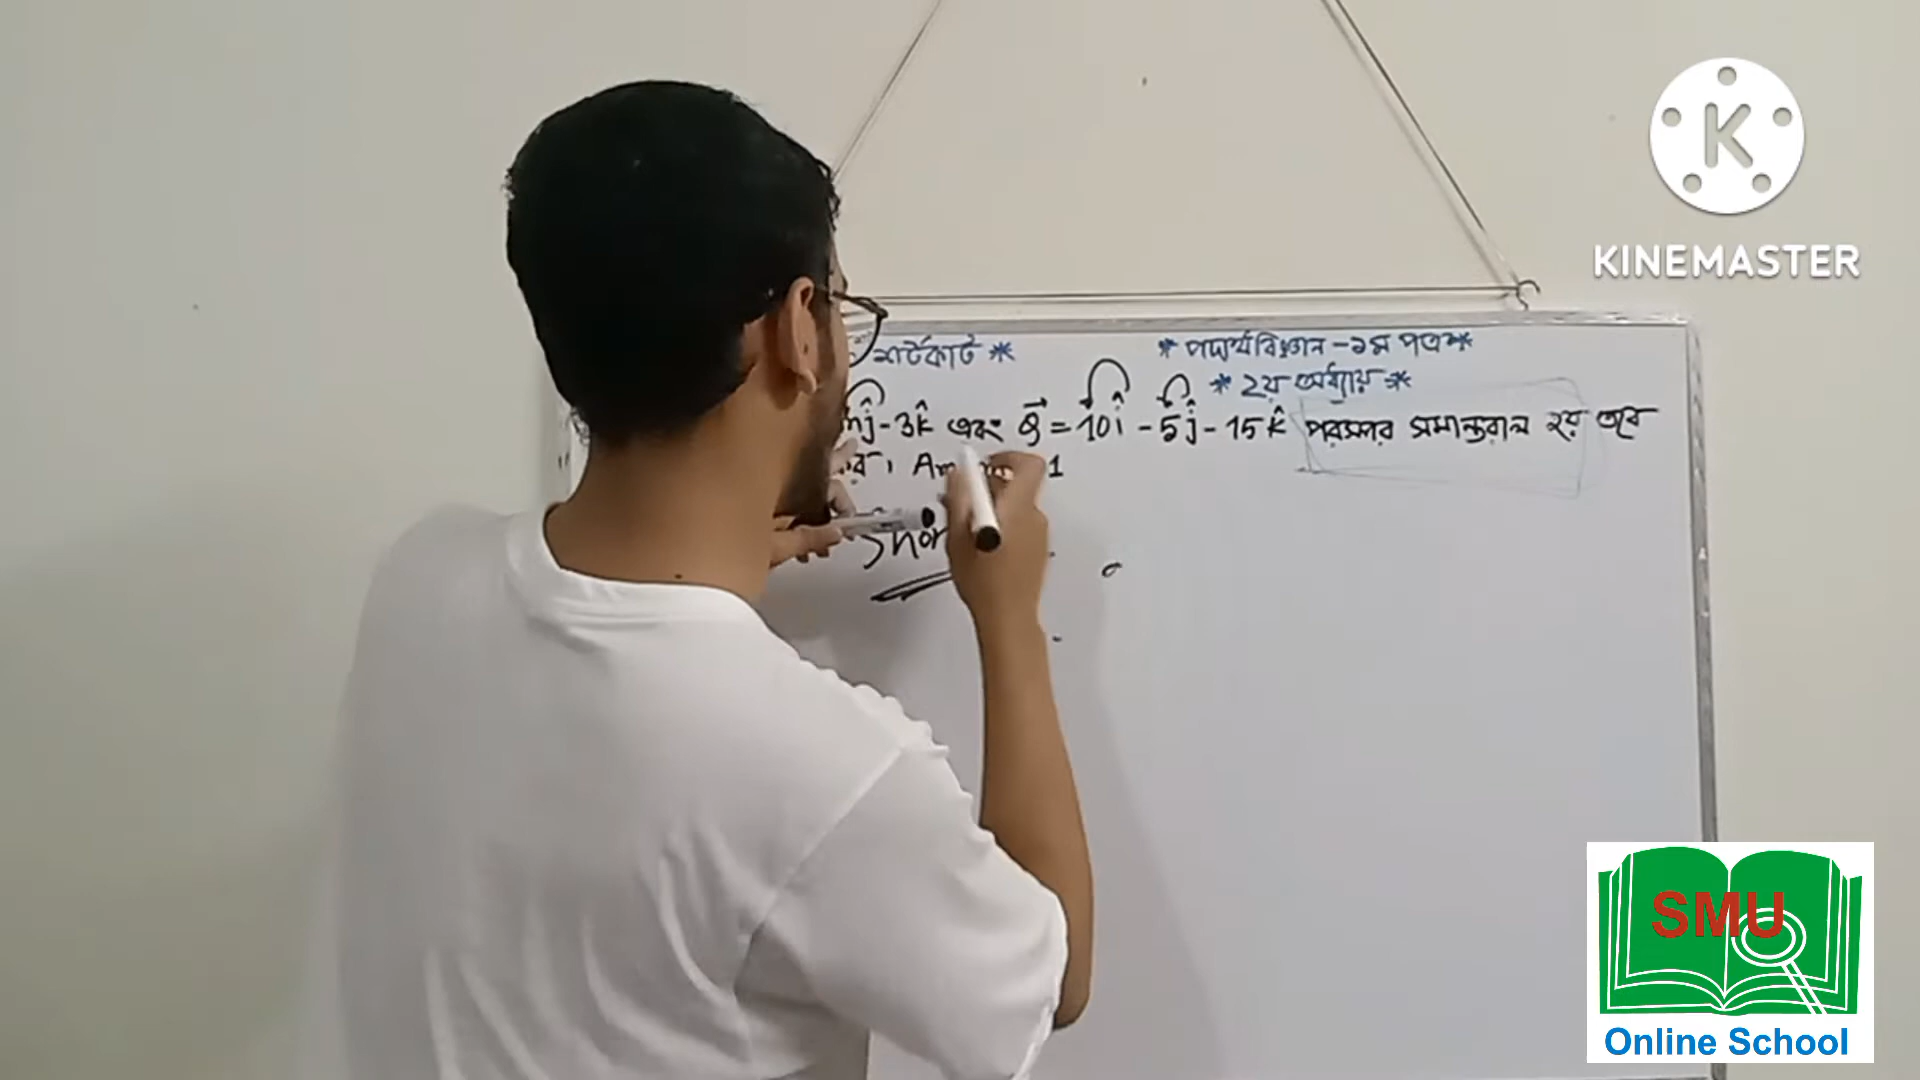 শর্টকাট *
* পদার্থবিজ্ঞান -১ম পত্র *
* ২য় অধ্যায় *
mĵ - 3k̂ এবং Q⃗ = 10î - 5ĵ - 15k̂ পরস্পর সমান্তরাল হয় তবে
1
KINEMASTER
SMU
Online School